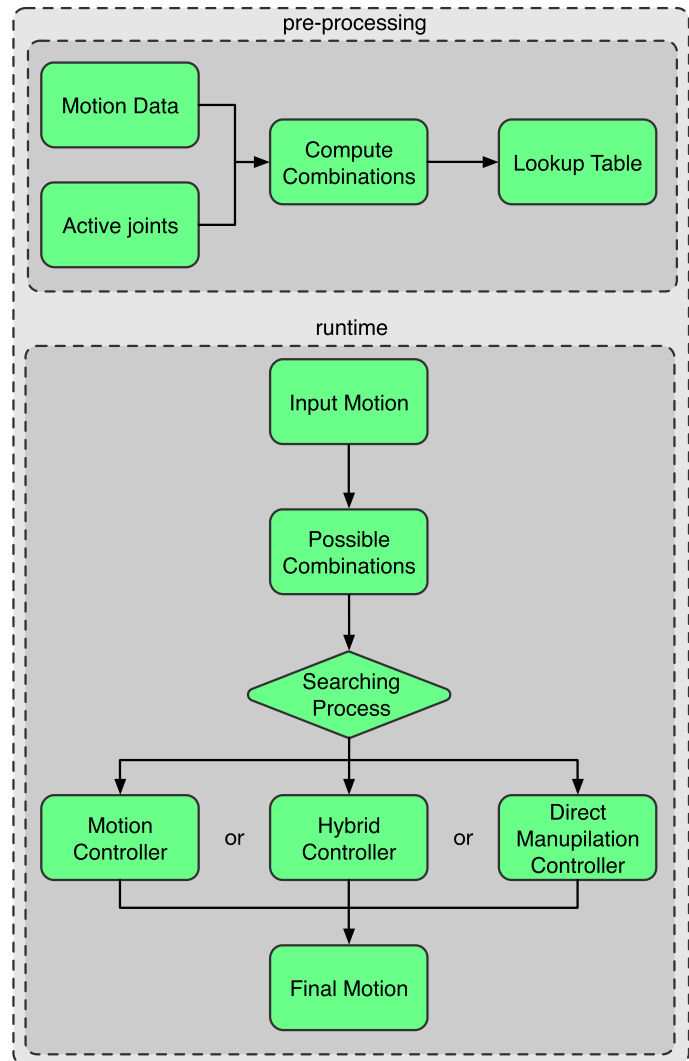 pre-processing
Motion Data
Active joints
Compute
Combinations
Lookup Table
runtime
Input Motion
Possible
Combinations
Searching
Process
Motion
Controller
or
Hybrid
Controller
or
Direct
Manupilation
Controller
Final Motion